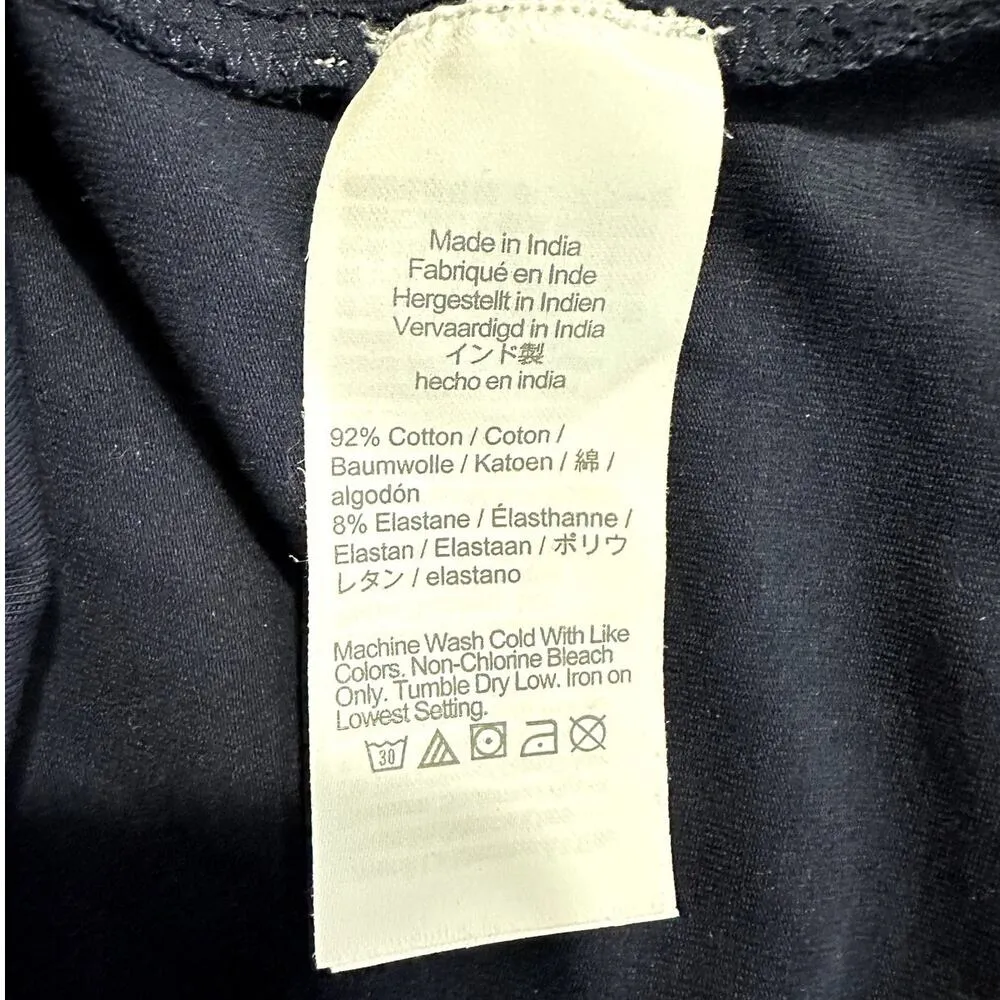 Made in India
Fabriqué en Inde
Hergestellt in Indien
Vervaardigd in India
インド製
hecho en india
92% Cotton / Coton /
Baumwolle / Katoen / 綿 /
algodón
8% Elastane / Élasthanne /
Elastan / Elastaan / ポリウ
レタン / elastano
Machine Wash Cold With Like
Colors. Non-Chlorine Bleach
Only. Tumble Dry Low. Iron on
Lowest Setting.
30